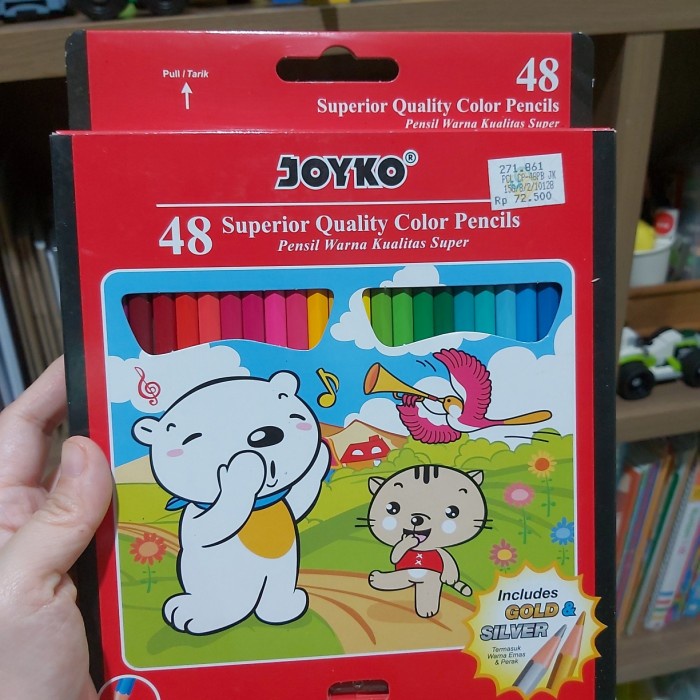 Pull / Tarik
48
Superior Quality Color Pencils
Pensil Warna Kualitas Super
JOYKO®
271.861
Rp 72.500
48 Superior Quality Color Pencils
Pensil Warna Kualitas Super
Includes
GOLD &
SILVER
Termasuk
Warna Emas
& Perak